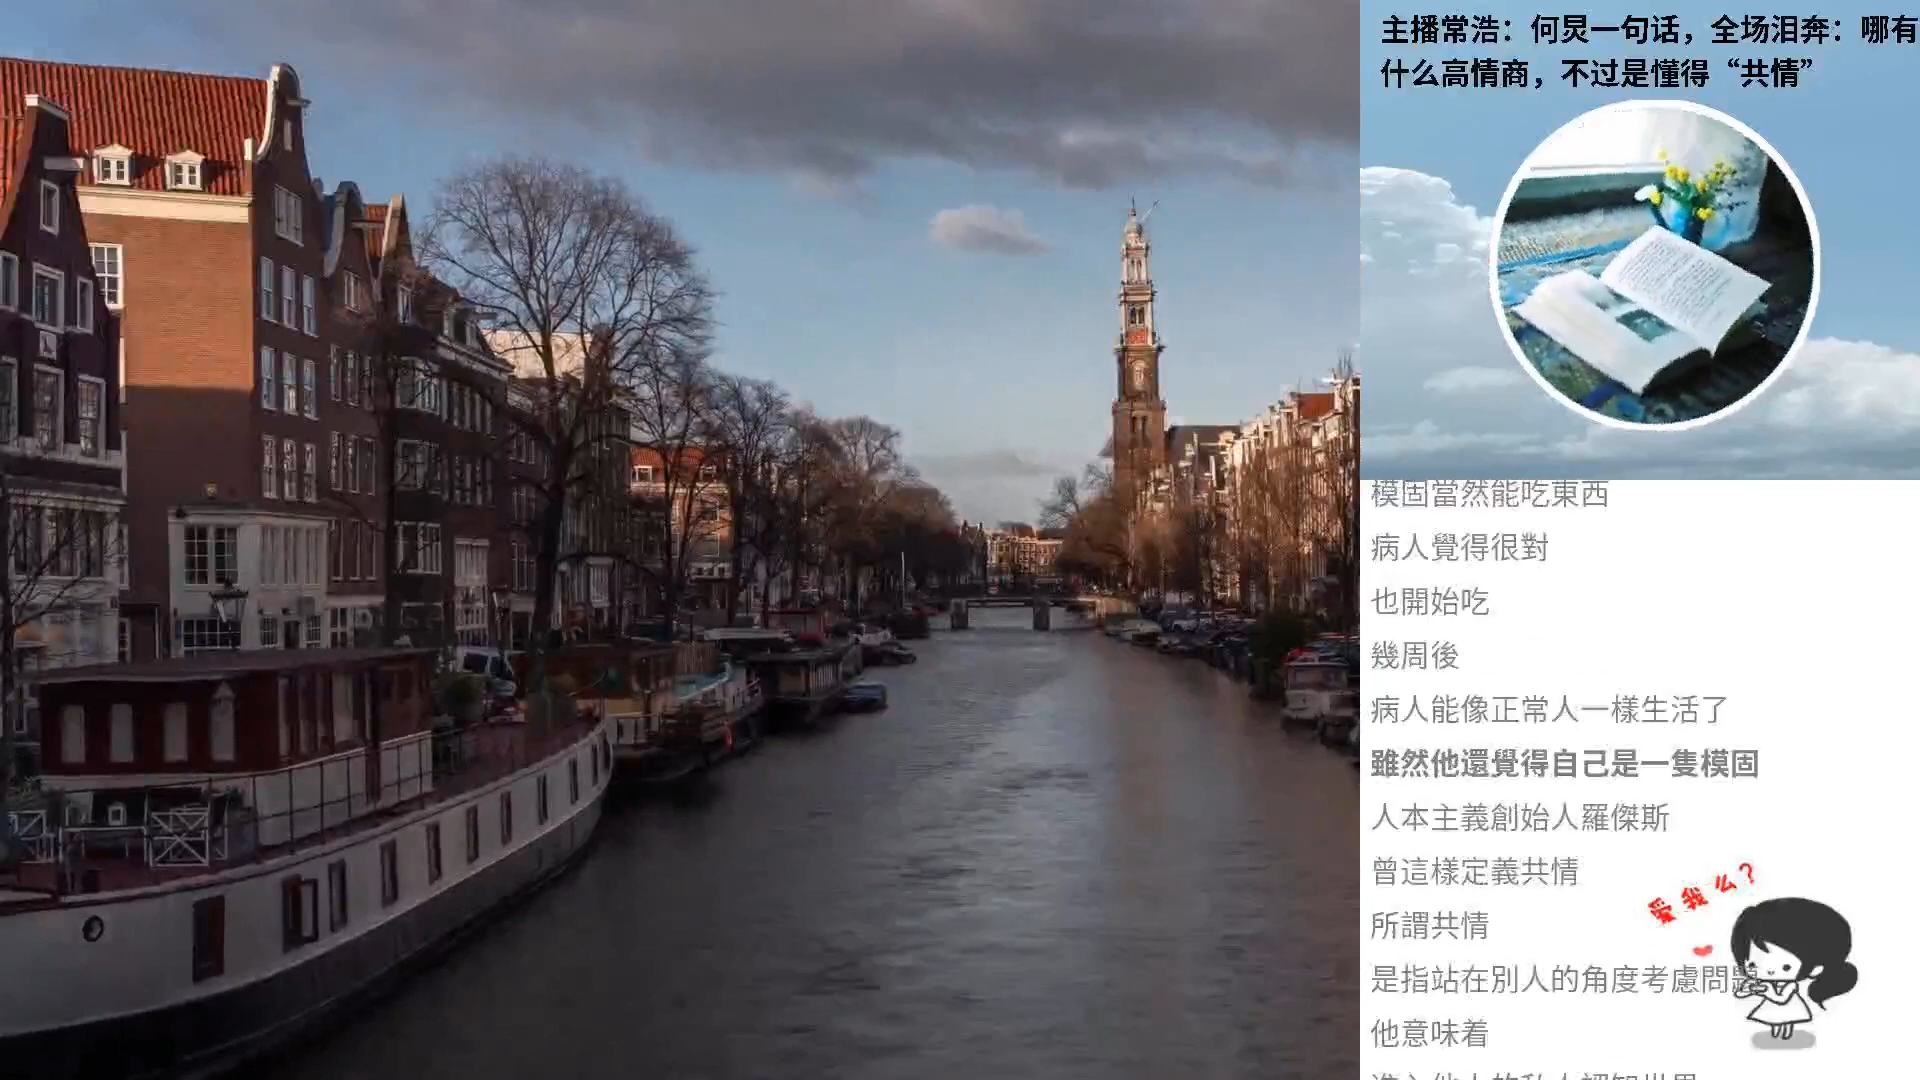 主播常浩：何炅一句话，全场泪奔：哪有
什么高情商，不过是懂得“共情”
模固當然能吃東西
病人覺得很對
也開始吃
幾周後
病人能像正常人一樣生活了
雖然他還覺得自己是一隻模固
人本主義創始人羅傑斯
曾這樣定義共情
所謂共情
是指站在別人的角度考慮問題
他意味着
爱我么？